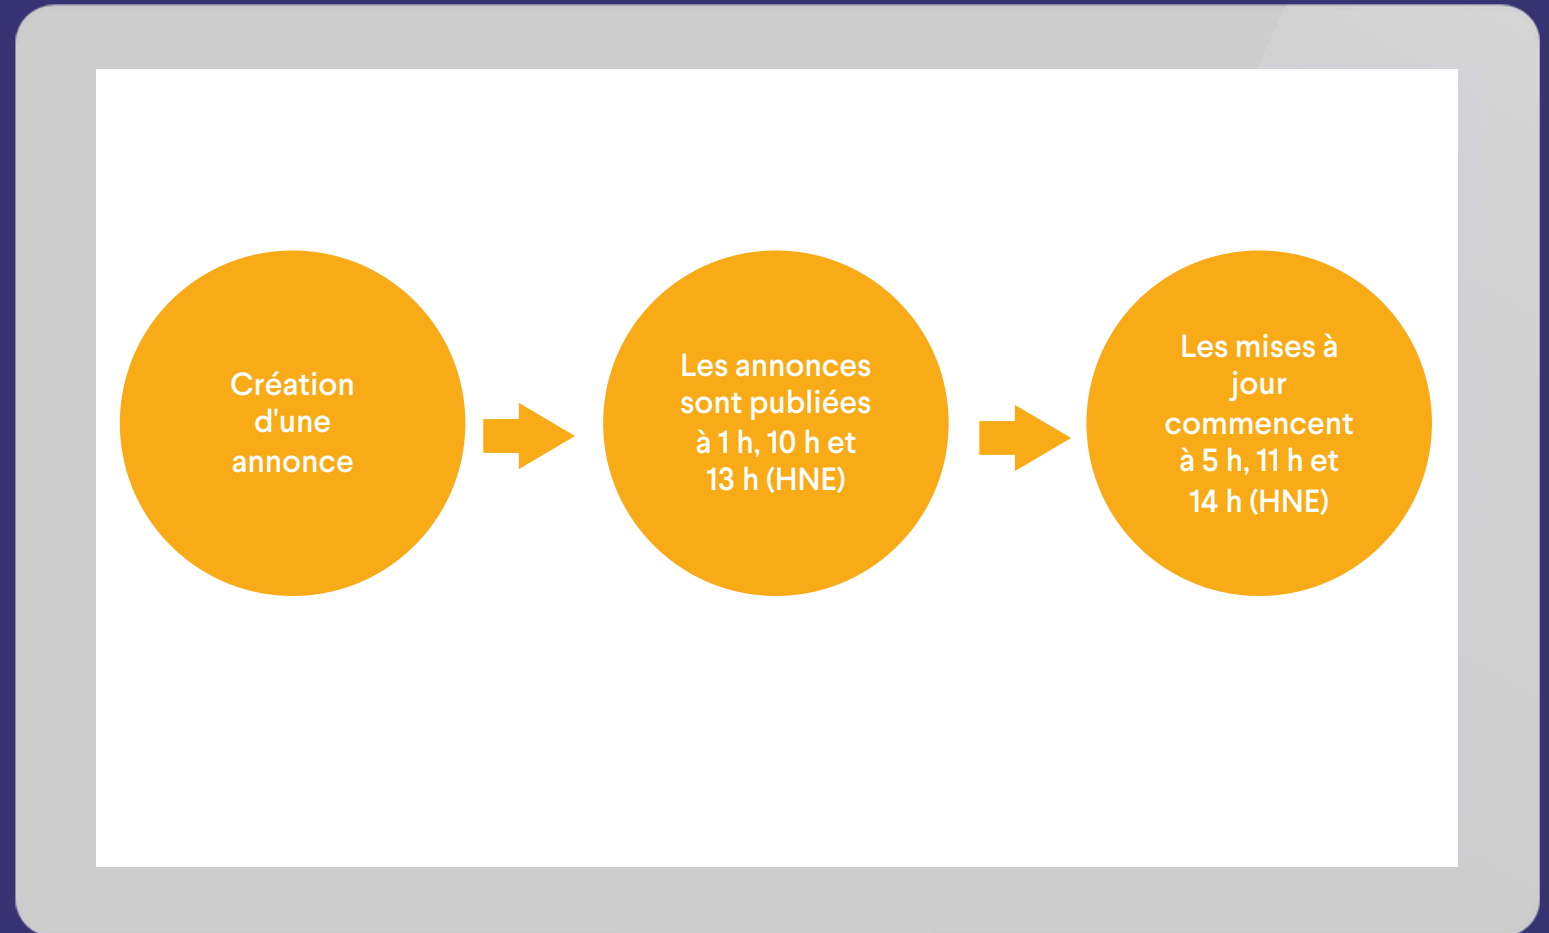 Création
d'une
annonce
Les annonces
sont publiées
à 1 h, 10 h et
13 h (HNE)
Les mises à
jour
commencent
à 5 h, 11 h et
14 h (HNE)